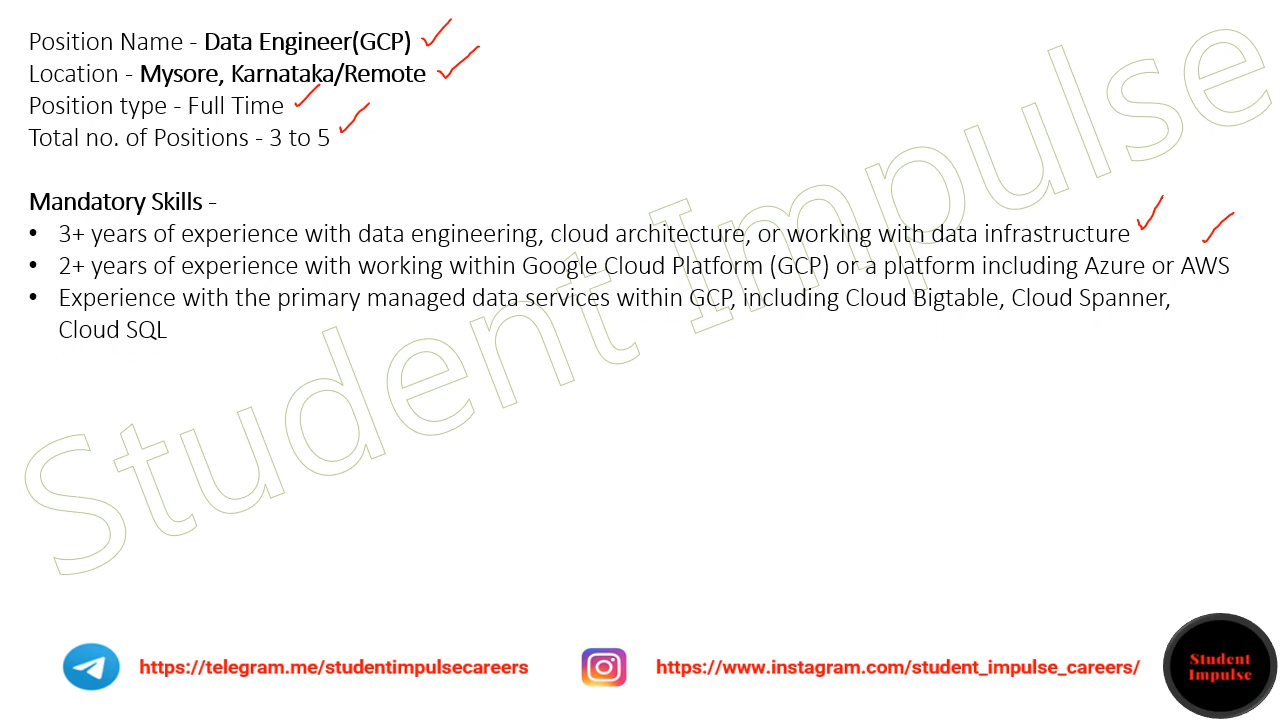 Position Name - Data Engineer(GCP)
Location - Mysore, Karnataka/Remote
Position type - Full Time
Total no. of Positions - 3 to 5
Mandatory Skills -
• 3+ years of experience with data engineering, cloud architecture, or working with data infrastructure
• 2+ years of experience with working within Google Cloud Platform (GCP) or a platform including Azure or AWS
• Experience with the primary managed data services within GCP, including Cloud Bigtable, Cloud Spanner,
Cloud SQL
Student Impulse
https://telegram.me/studentimpulsecareers
https://www.instagram.com/student_impulse_careers/
Student
Impulse